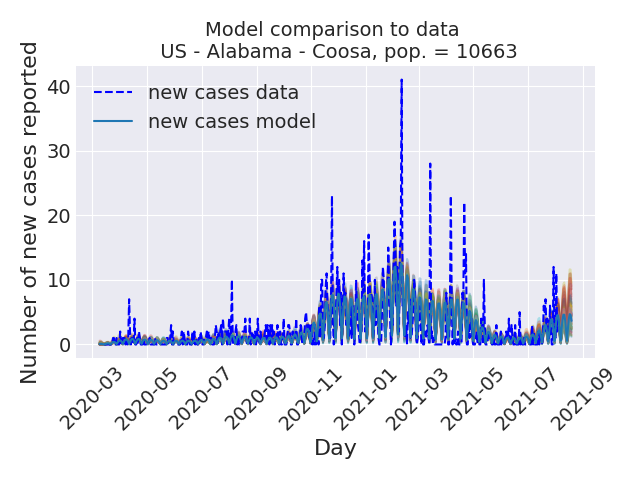 Model comparison to data
US - Alabama - Coosa, pop. = 10663
Number of new cases reported
40
30
20
10
0
new cases data
new cases model
2020-03
2020-05
2020-07
2020-09
2020-11
2021-01
2021-03
2021-05
2021-07
2021-09
Day